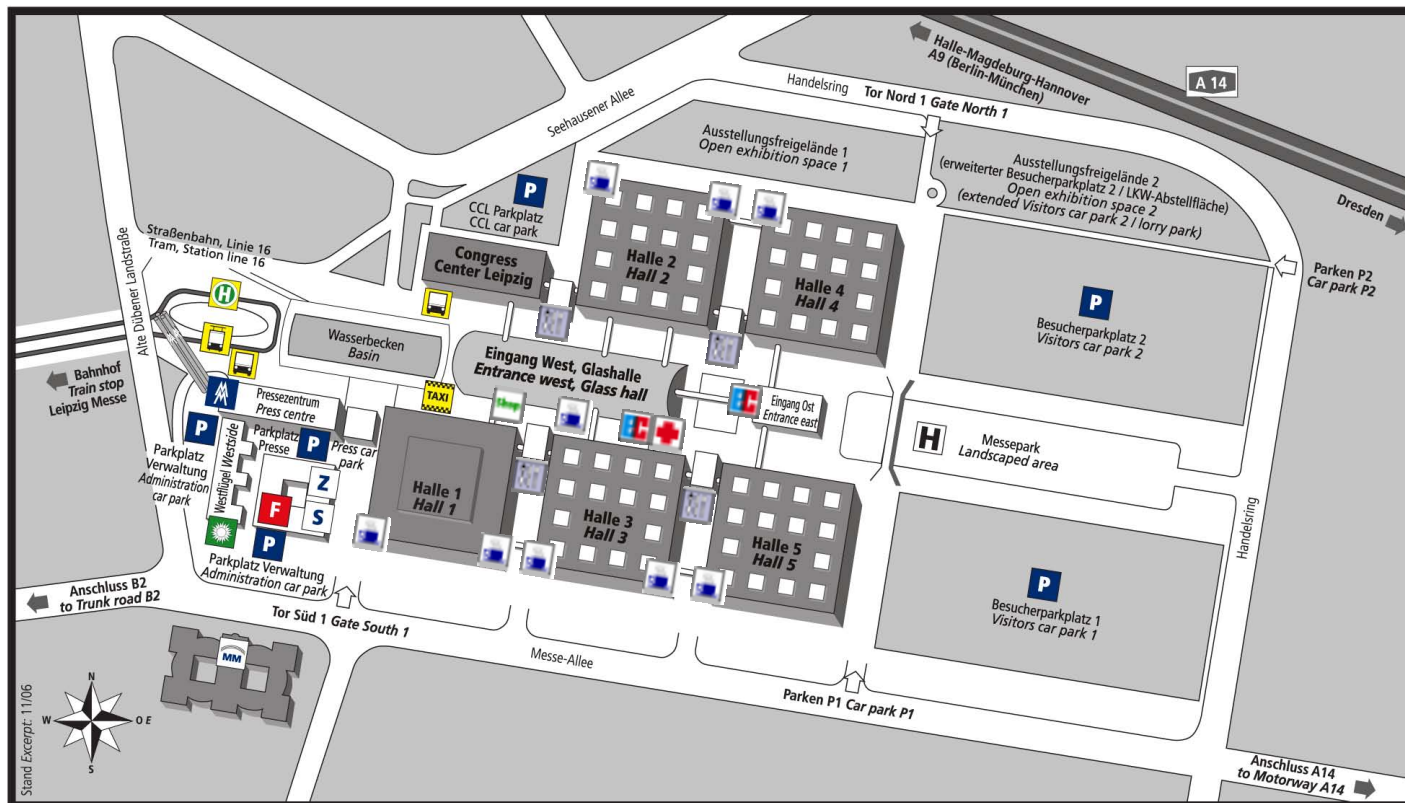 Halle-Magdeburg-Hannover
A9 (Berlin-München)
A 14
Dresden
Handelsring
Tor Nord 1 Gate North 1
Seehausener Allee
Ausstellungsfreigelände 1
Open exhibition space 1
Ausstellungsfreigelände 2
(erweiterter Besucherparkplatz 2 / LKW-Abstellfläche)
Open exhibition space 2
(extended Visitors car park 2 / lorry park)
Parken P2
Car park P2
P
CCL Parkplatz
CCL car park
Straßenbahn, Linie 16
Tram, Station line 16
Alte Dübener Landstraße
Congress
Center Leipzig
Halle 2
Hall 2
Halle 4
Hall 4
P
Besucherparkplatz 2
Visitors car park 2
H
Wasserbecken
Basin
Eingang West, Glashalle
Entrance west, Glass hall
Bahnhof
Train stop
Leipzig Messe
TAXI
Shop
EC
Eingang Ost
Entrance east
EC
Pressezentrum
Press centre
P
Parkplatz
Verwaltung
Administration
car park
Westflügel Westside
Parkplatz
Presse
P
Press car
park
Z
S
F
P
Parkplatz Verwaltung
Administration car park
Halle 1
Hall 1
Halle 3
Hall 3
Halle 5
Hall 5
H
Messepark
Landscaped area
Handelsring
P
Besucherparkplatz 1
Visitors car park 1
Anschluss B2
to Trunk road B2
Tor Süd 1 Gate South 1
Messe-Allee
Parken P1 Car park P1
Anschluss A14
to Motorway A14
MM
N
W
O E
S
Stand Excerpt: 11/06